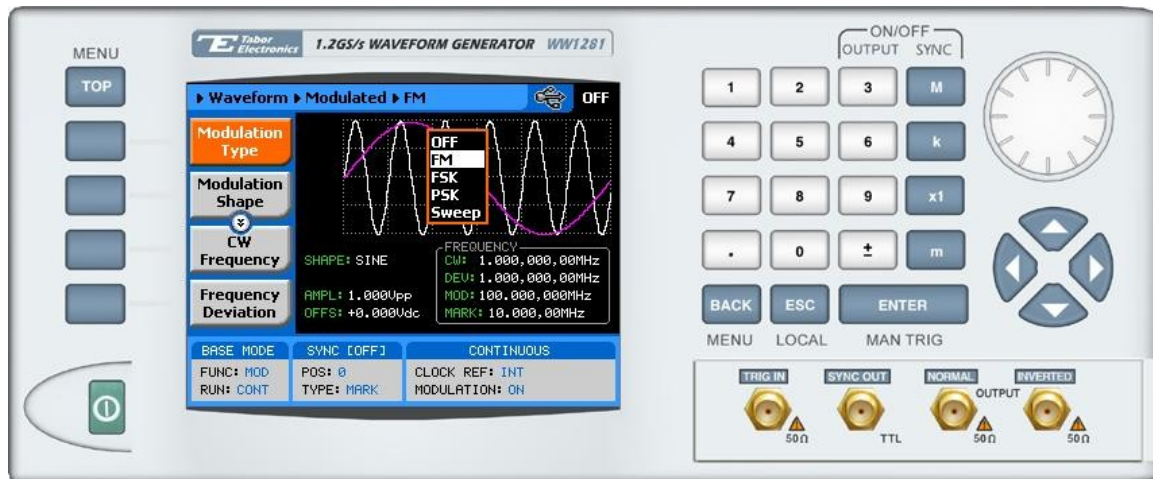 MENU
TOP
Tabor
Electronics
1.2GS/s WAVEFORM GENERATOR WW1281
Waveform Modulated FM OFF
Modulation
Type
Modulation
Shape
CW
Frequency
Frequency
Deviation
OFF
FM
FSK
PSK
Sweep
SHAPE: SINE
AMPL: 1.000Vpp
OFFS: +0.000Vdc
FREQUENCY
CW: 1.000,000,00MHz
DEV: 1.000,000,00MHz
MOD: 100.000,000MHz
MARK: 10.000,00MHz
BASE MODE
FUNC: MOD
RUN: CONT
SYNC [OFF]
POS: 0
TYPE: MARK
CONTINUOUS
CLOCK REF: INT
MODULATION: ON
ON/OFF
OUTPUT SYNC
1 2 3 M
4 5 6 k
7 8 9 x1
. 0 ± m
BACK ESC ENTER
MENU LOCAL MAN TRIG
TRIG IN SYNC OUT NORMAL INVERTED
OUTPUT
50Ω TTL 50Ω 50Ω